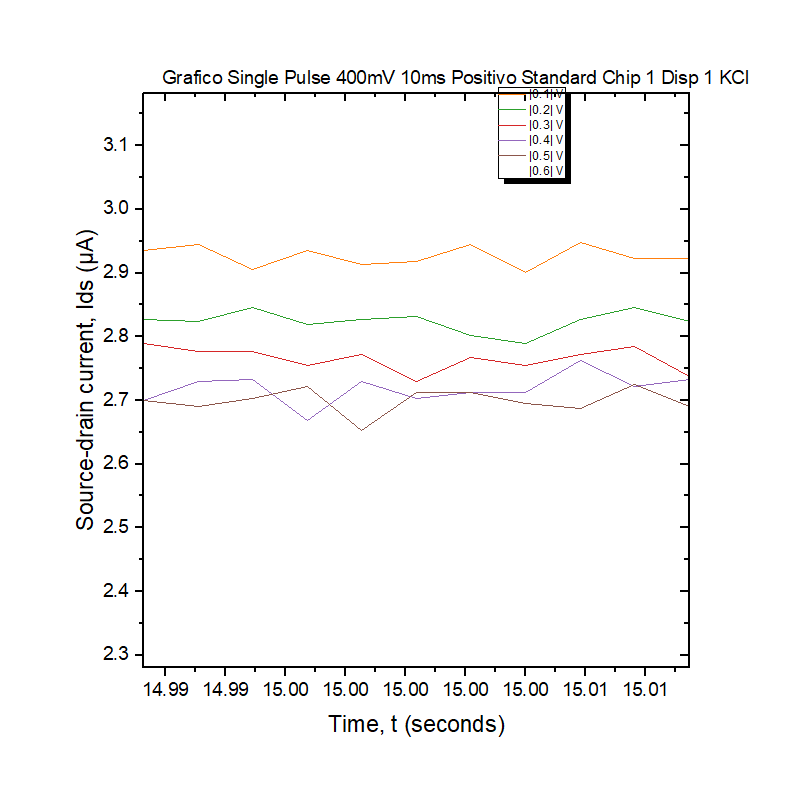 Grafico Single Pulse 400mV 10ms Positivo Standard Chip 1 Disp 1 KCl
|0.1| V
|0.2| V
|0.3| V
|0.4| V
|0.5| V
|0.6| V
3.1
3.0
2.9
2.8
2.7
2.6
2.5
2.4
2.3
Source-drain current, Ids (µA)
14.99 14.99 15.00 15.00 15.00 15.00 15.00 15.01 15.01
Time, t (seconds)